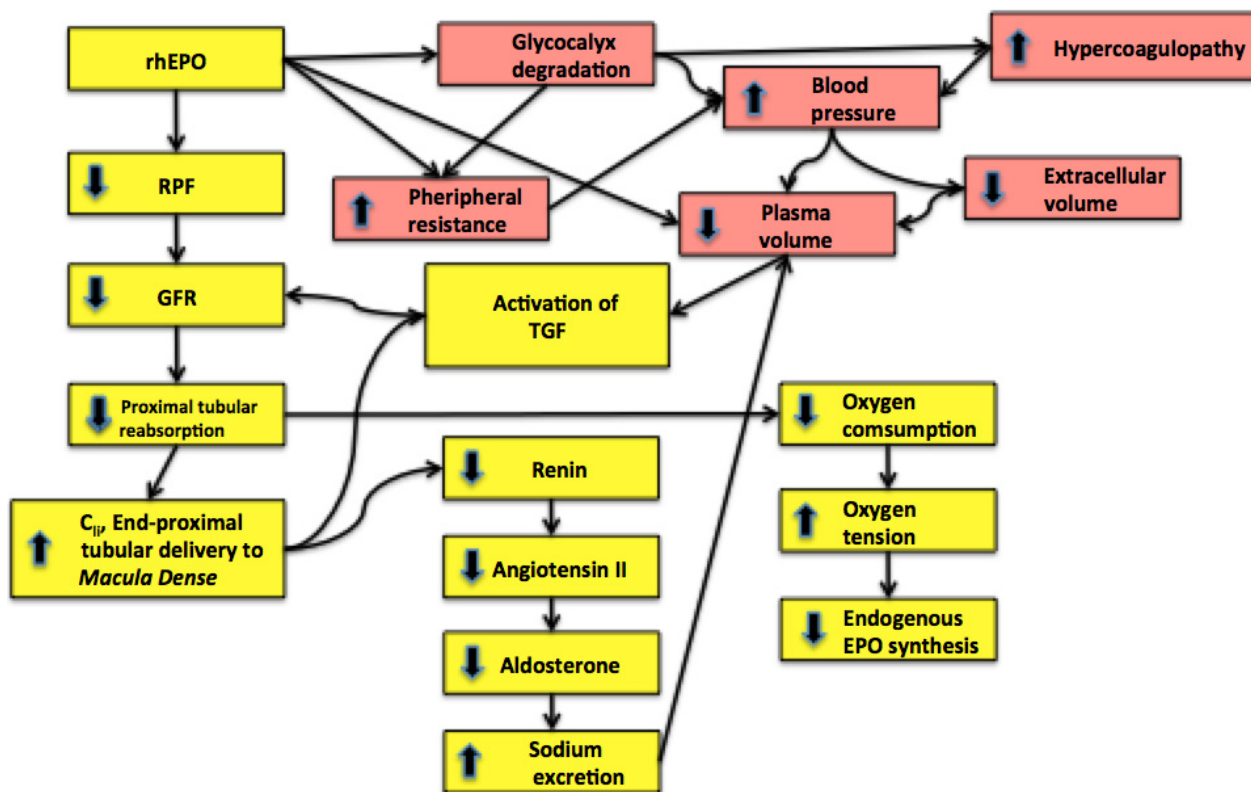 rhEPO
Glycocalyx
degradation
Hypercoagulopathy
Blood
pressure
RPF
Pheripheral
resistance
Plasma
volume
Extracellular
volume
GFR
Activation of
TGF
Proximal tubular
reabsorption
Oxygen
comsumption
Renin
C_li, End-proximal
tubular delivery to
Macula Dense
Oxygen
tension
Angiotensin II
Endogenous
EPO synthesis
Aldosterone
Sodium
excretion